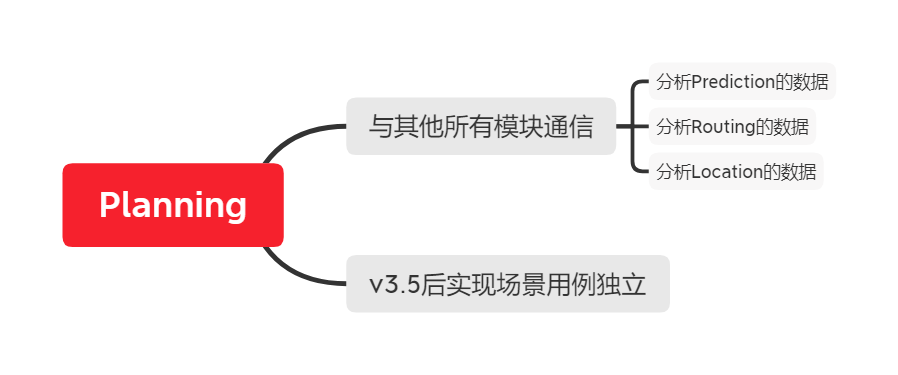 Planning
与其他所有模块通信
分析Prediction的数据
分析Routing的数据
分析Location的数据
v3.5后实现场景用例独立